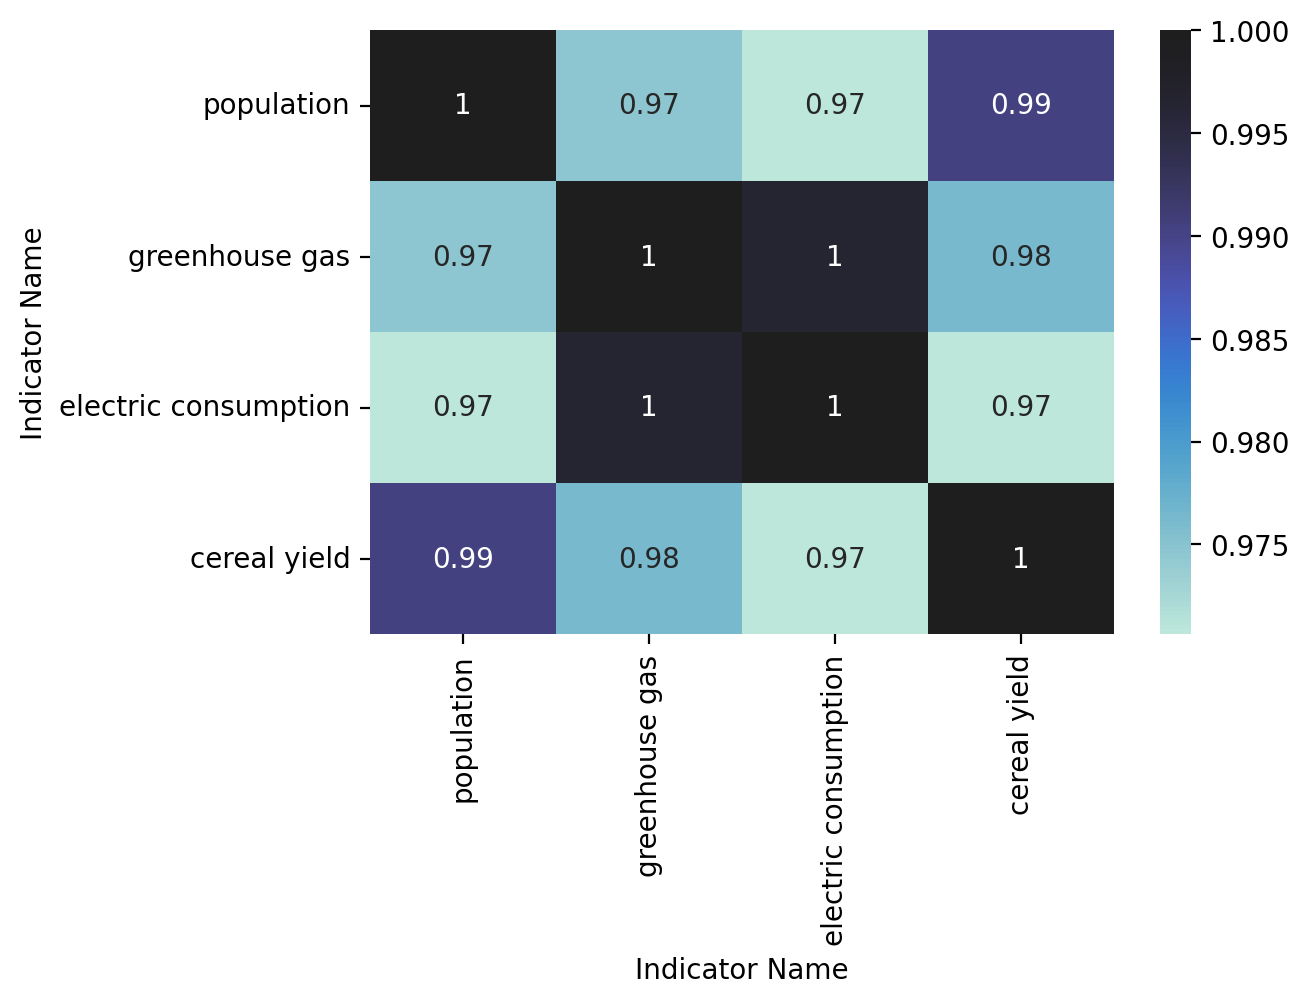 1.000
population 1 0.97 0.97 0.99
0.995
greenhouse gas 0.97 1 1 0.98
0.990
0.985
electric consumption 0.97 1 1 0.97
0.980
cereal yield 0.99 0.98 0.97 1
0.975
Indicator Name
population
greenhouse gas
electric consumption
cereal yield
Indicator Name